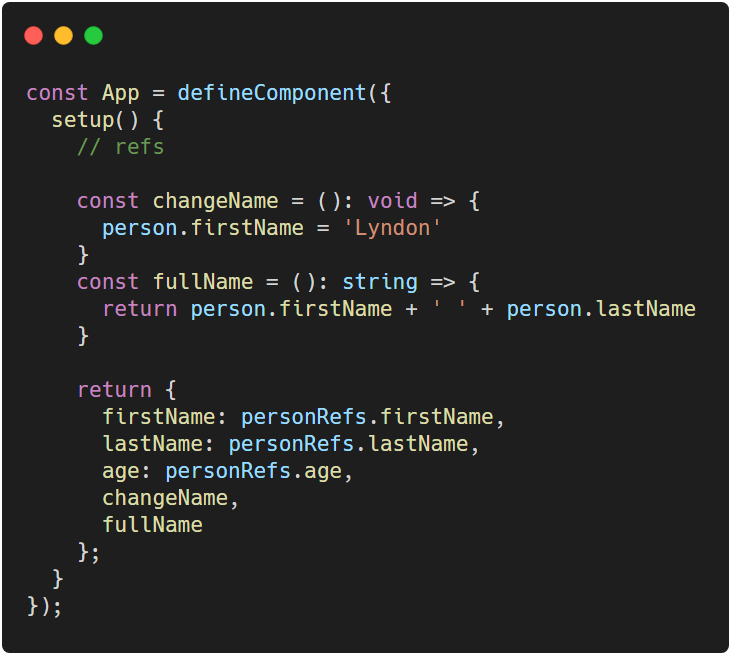 const App = defineComponent({
  setup() {
    // refs

    const changeName = (): void => {
      person.firstName = 'Lyndon'
    }
    const fullName = (): string => {
      return person.firstName + ' ' + person.lastName
    }

    return {
      firstName: personRefs.firstName,
      lastName: personRefs.lastName,
      age: personRefs.age,
      changeName,
      fullName
    };
  }
});